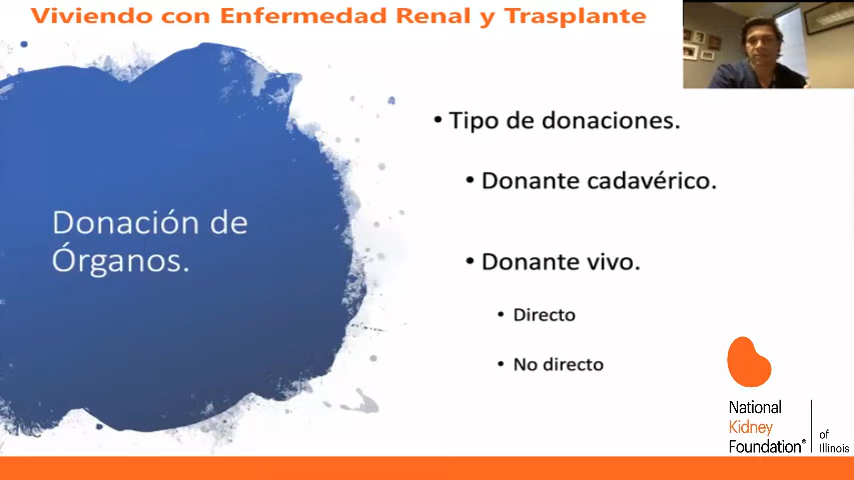 Viviendo con Enfermedad Renal y Trasplante
Donación de
Órganos.
• Tipo de donaciones.
• Donante cadavérico.
• Donante vivo.
• Directo
• No directo
National
Kidney
Foundation®
of
Illinois